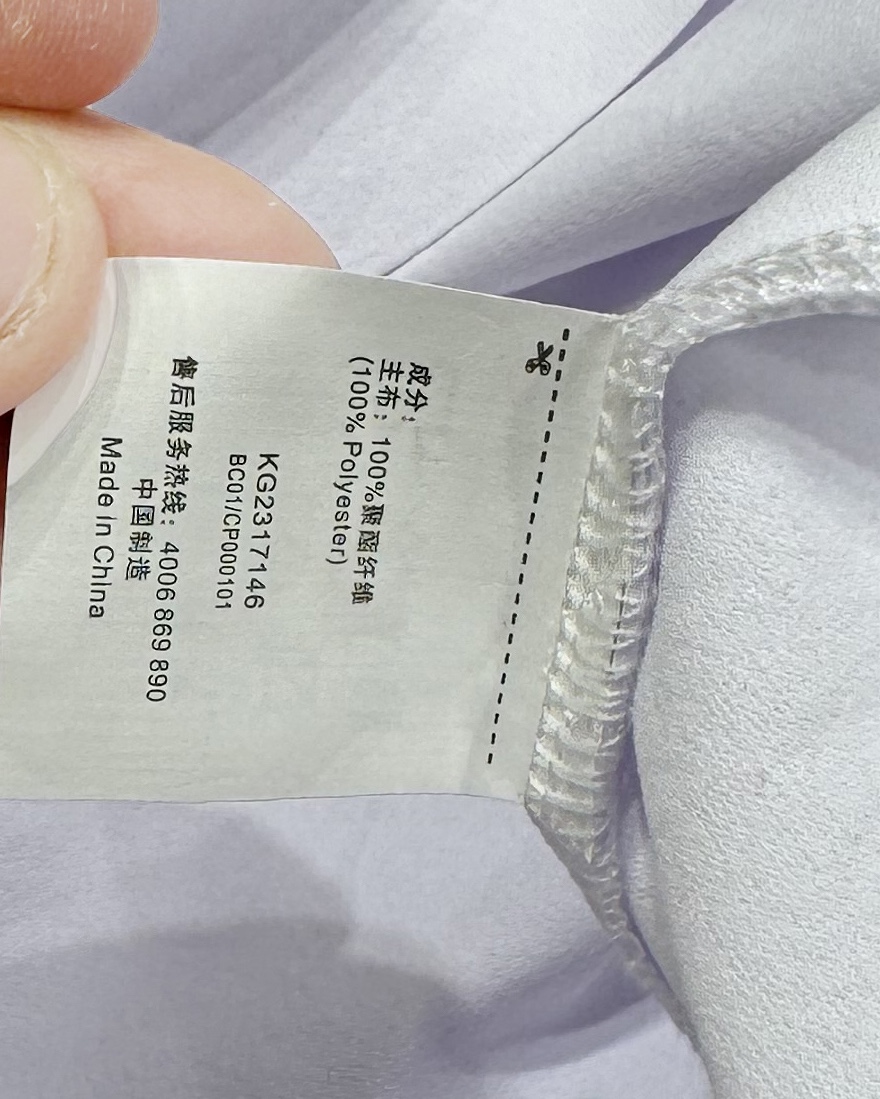 成分:
主布: 100%聚酯纤维
(100% Polyester)
KG2317146
BC01/CP000101
售后服务热线: 4006 869 890
中国制造
Made In China